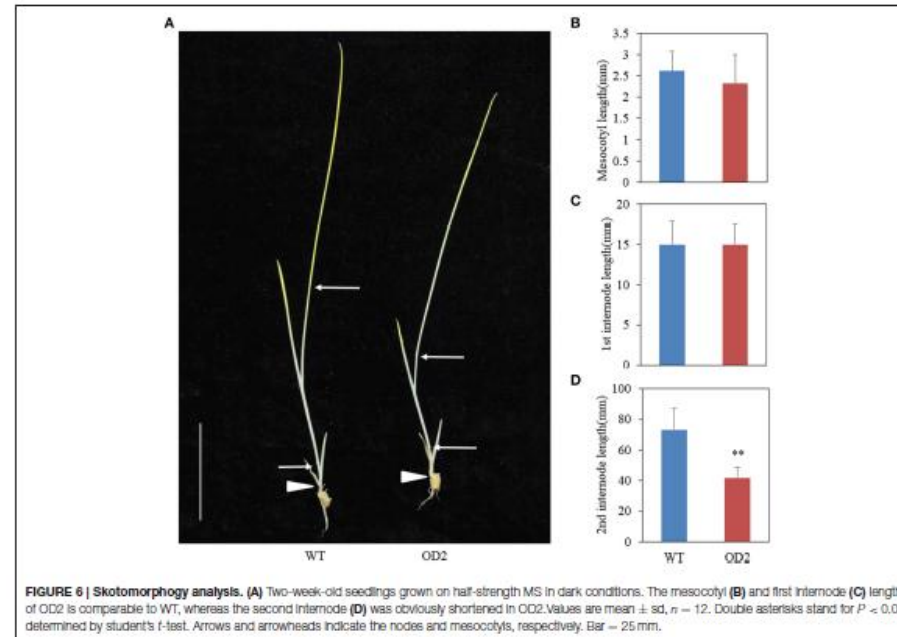 A
WT
OD2
B
3.5
3
2.5
2
1.5
1
0.5
0
Mesocotyl length(mm)
C
20
15
10
5
0
1st internode length(mm)
D
100
80
60
40
20
0
2nd internode length(mm)
**
WT
OD2
FIGURE 6 | Skotomorphogy analysis. (A) Two-week-old seedlings grown on half-strength MS in dark conditions. The mesocotyl (B) and first internode (C)
of OD2 is comparable to WT, whereas the second internode (D) was obviously shortened in OD2.Values are mean ± sd, n = 12. Double asterisks stand for P <
determined by student's t-test. Arrows and arrowheads indicate the nodes and mesocotyls, respectively. Bar = 25 mm.